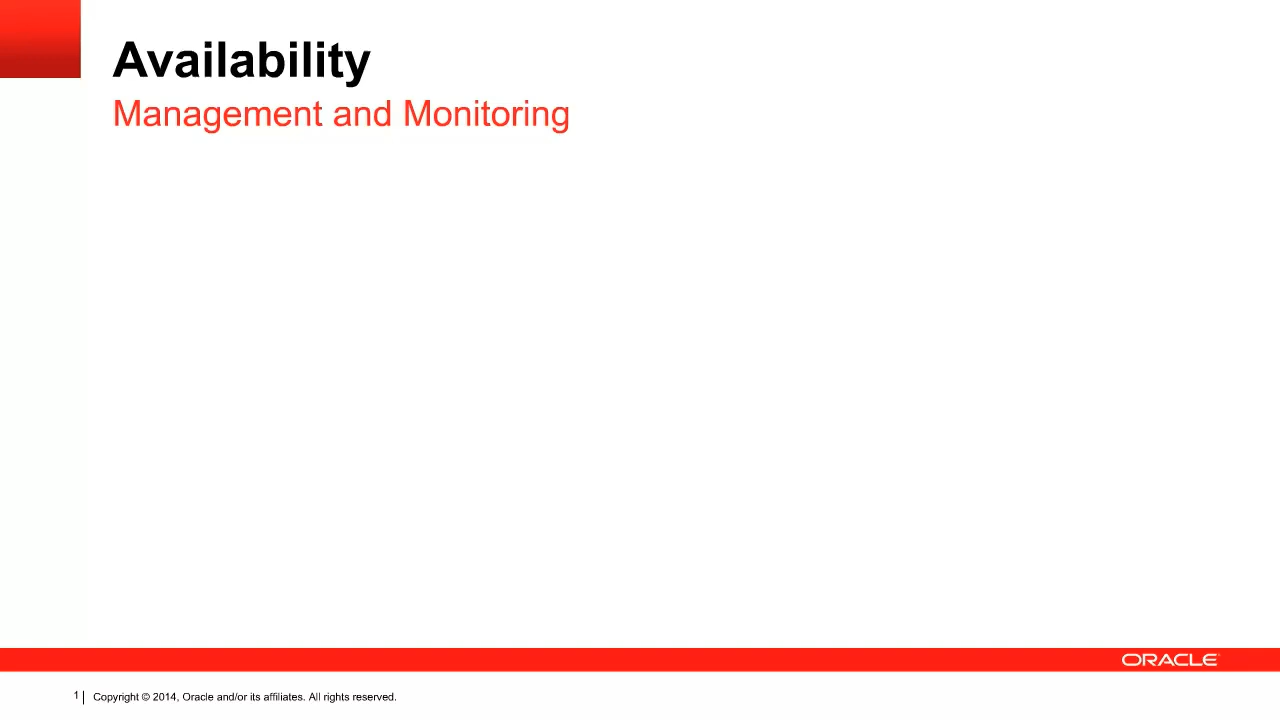 Availability
Management and Monitoring
ORACLE
1 Copyright © 2014, Oracle and/or its affiliates. All rights reserved.